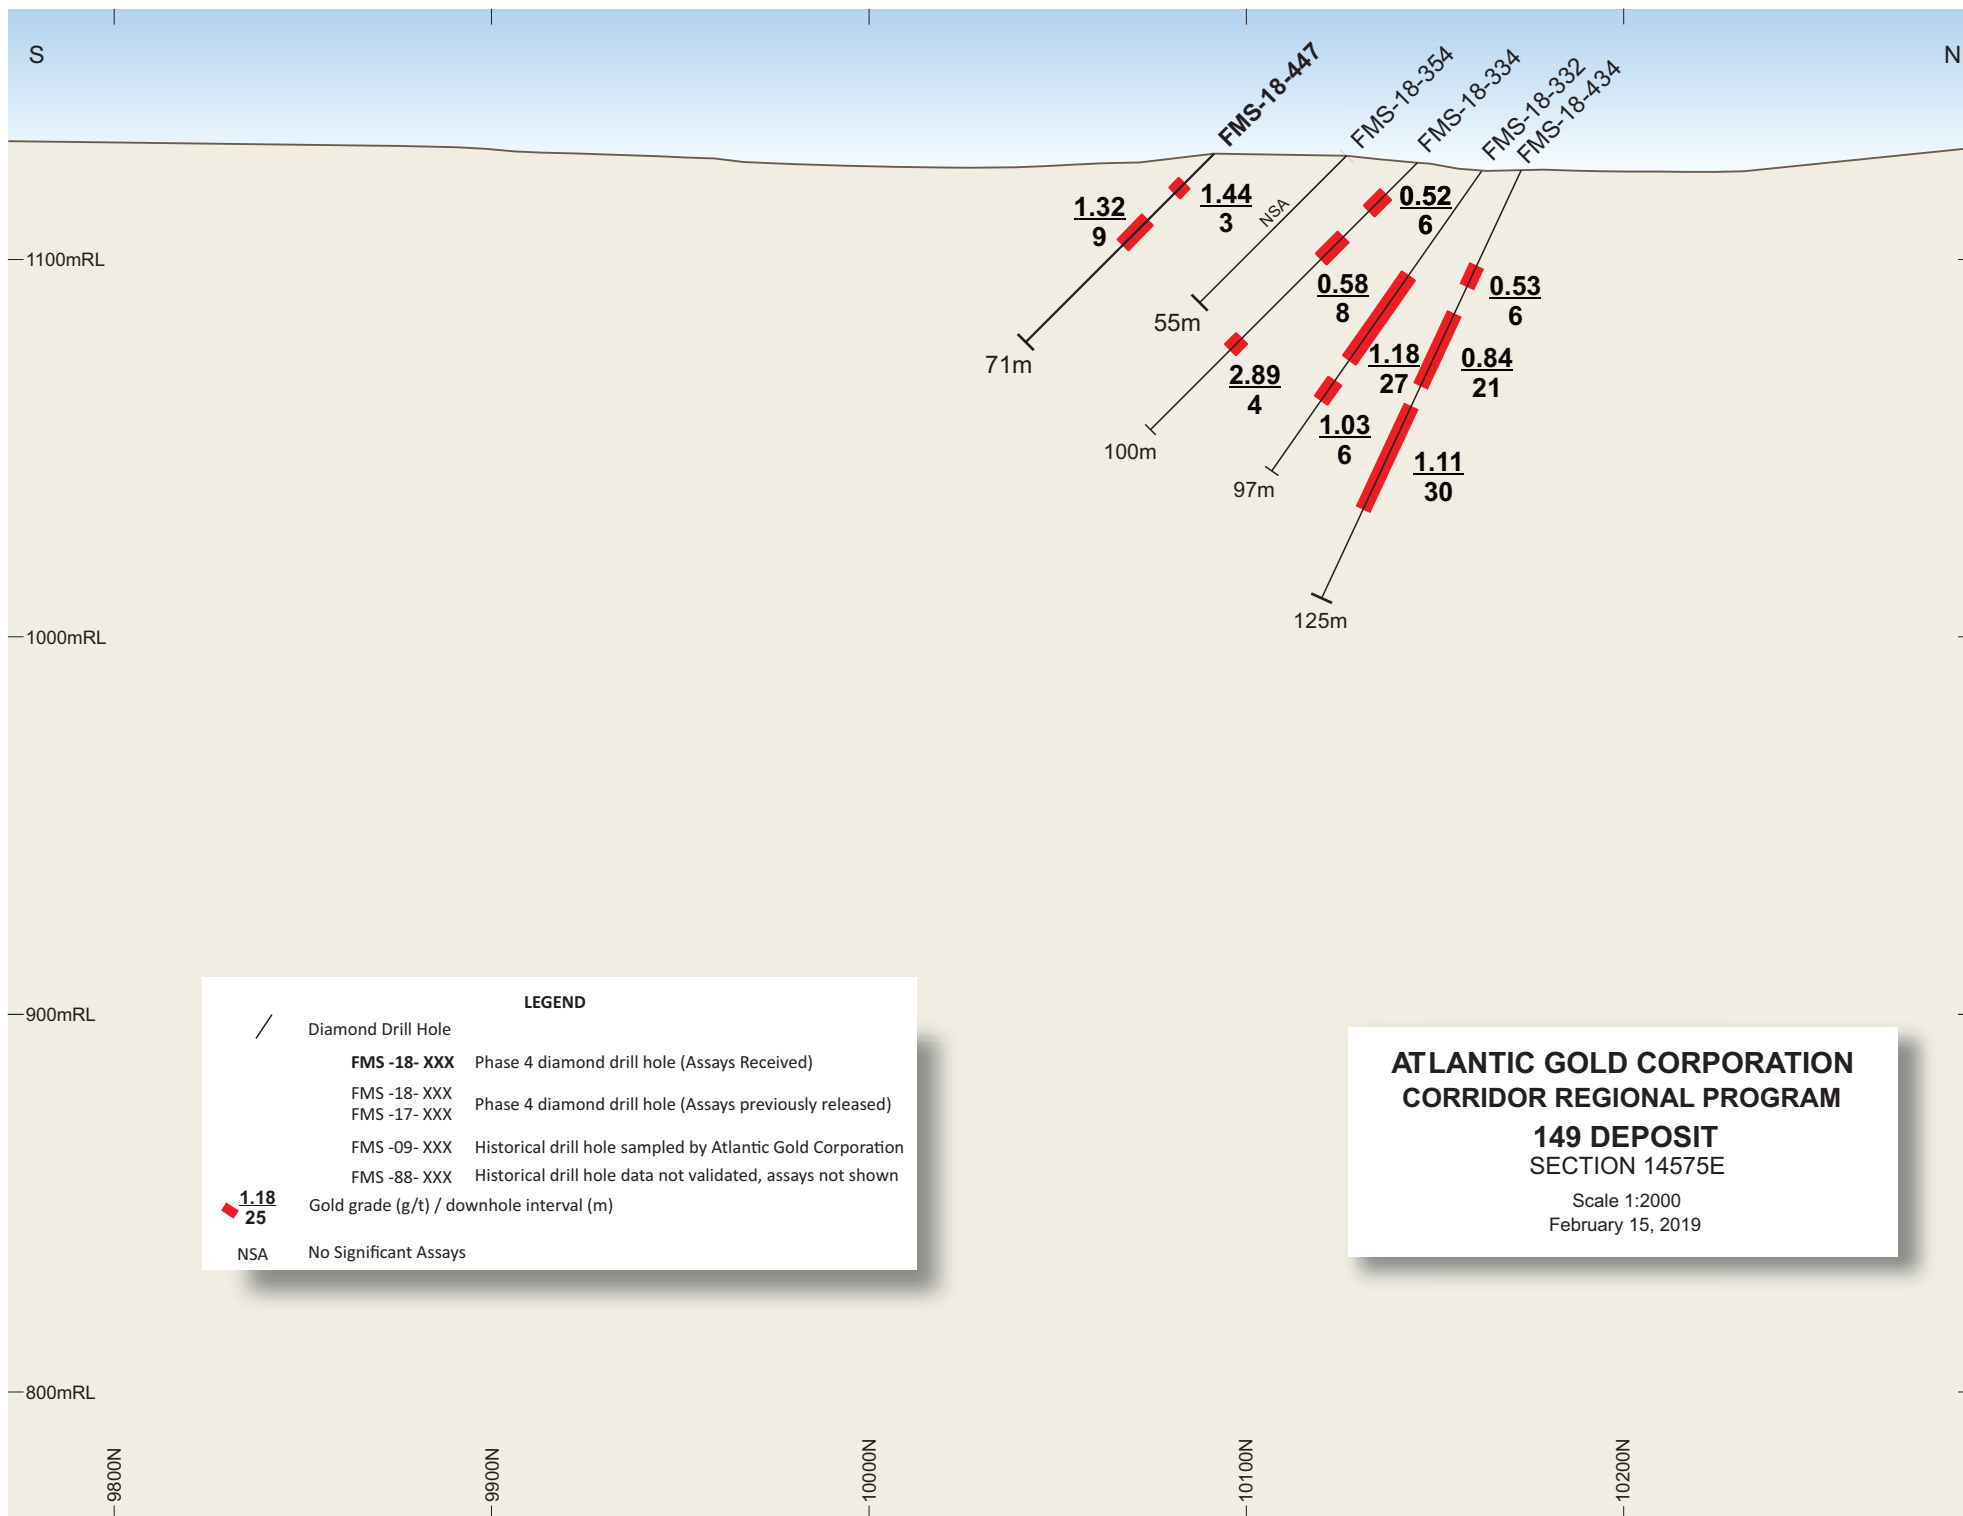 S
N
FMS-18-447
FMS-18-354
FMS-18-334
FMS-18-332
FMS-18-434
1.32
9
1.44
3
NSA
0.52
6
0.58
8
2.89
4
1.18
27
1.03
6
0.53
6
0.84
21
1.11
30
71m
55m
100m
97m
125m
1100mRL
1000mRL
900mRL
800mRL
LEGEND
Diamond Drill Hole
FMS -18- XXX Phase 4 diamond drill hole (Assays Received)
FMS -18- XXX
FMS -17- XXX
Phase 4 diamond drill hole (Assays previously released)
FMS -09- XXX Historical drill hole sampled by Atlantic Gold Corporation
FMS -88- XXX Historical drill hole data not validated, assays not shown
1.18
25
Gold grade (g/t) / downhole interval (m)
NSA No Significant Assays
ATLANTIC GOLD CORPORATION
CORRIDOR REGIONAL PROGRAM
149 DEPOSIT
SECTION 14575E
Scale 1:2000
February 15, 2019
9800N
9900N
10000N
10100N
10200N